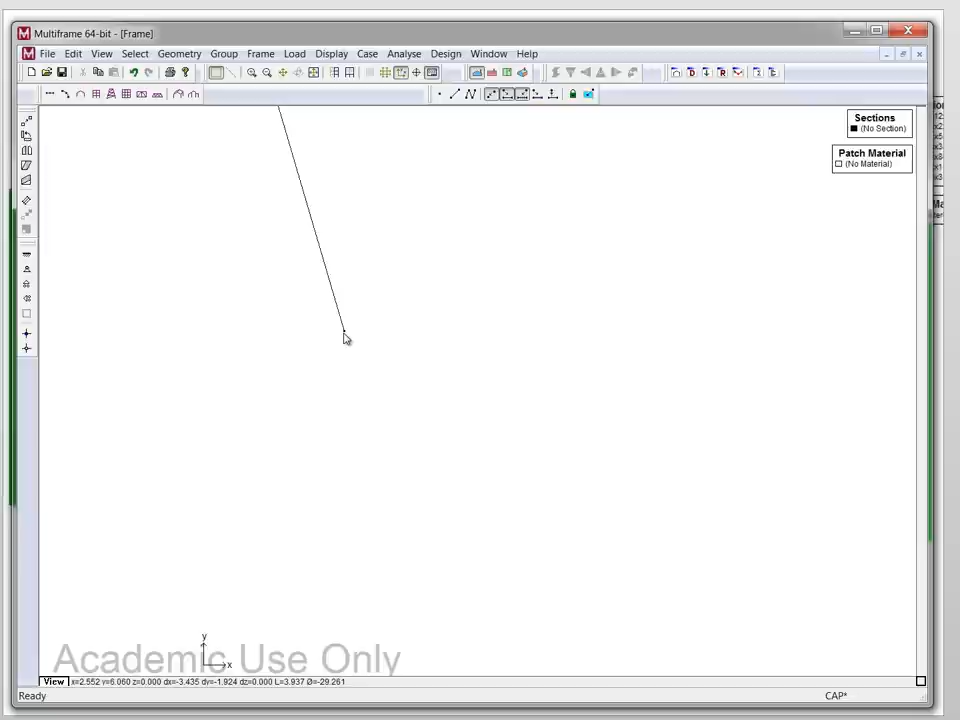 Multiframe 64-bit - [Frame]
File Edit View Select Geometry Group Frame Load Display Case Analyse Design Window Help
Sections
(No Section)
Patch Material
(No Material)
y
x
Academic Use Only
View x=2.552 y=6.060 z=0.000 dx=-3.435 dy=-1.924 dz=0.000 L=3.937 Ø=-29.261
Ready CAP*